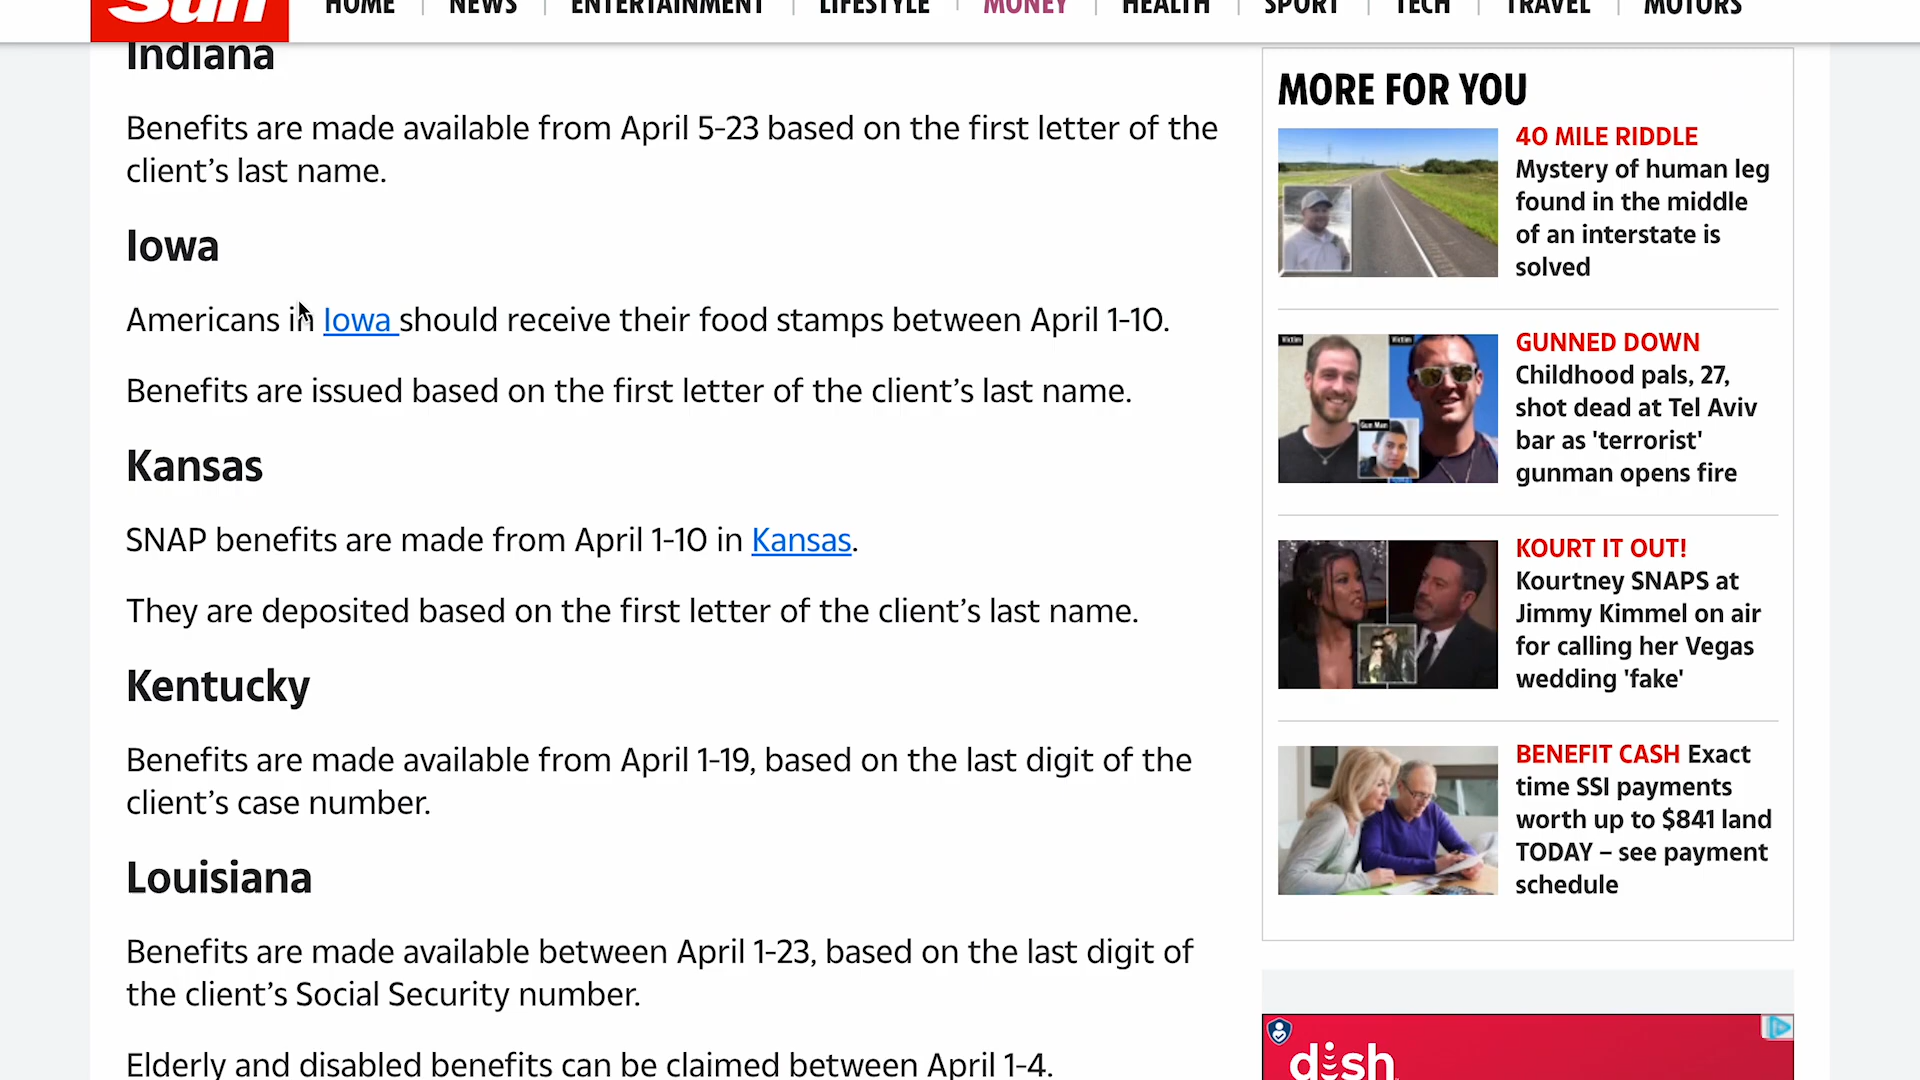 Sun
HOME
NEWS
ENTERTAINMENT
LIFESTYLE
MONEY
HEALTH
SPORT
TECH
TRAVEL
MOTORS
Indiana
Benefits are made available from April 5-23 based on the first letter of the
client’s last name.
Iowa
Americans in Iowa should receive their food stamps between April 1-10.
Benefits are issued based on the first letter of the client’s last name.
Kansas
SNAP benefits are made from April 1-10 in Kansas.
They are deposited based on the first letter of the client’s last name.
Kentucky
Benefits are made available from April 1-19, based on the last digit of the
client’s case number.
Louisiana
Benefits are made available between April 1-23, based on the last digit of
the client’s Social Security number.
Elderly and disabled benefits can be claimed between April 1-4.
MORE FOR YOU
40 MILE RIDDLE
Mystery of human leg
found in the middle
of an interstate is
solved
Victim
Victim
Gun Man
GUNNED DOWN
Childhood pals, 27,
shot dead at Tel Aviv
bar as 'terrorist'
gunman opens fire
KOURT IT OUT!
Kourtney SNAPS at
Jimmy Kimmel on air
for calling her Vegas
wedding 'fake'
BENEFIT CASH Exact
time SSI payments
worth up to $841 land
TODAY – see payment
schedule
dish